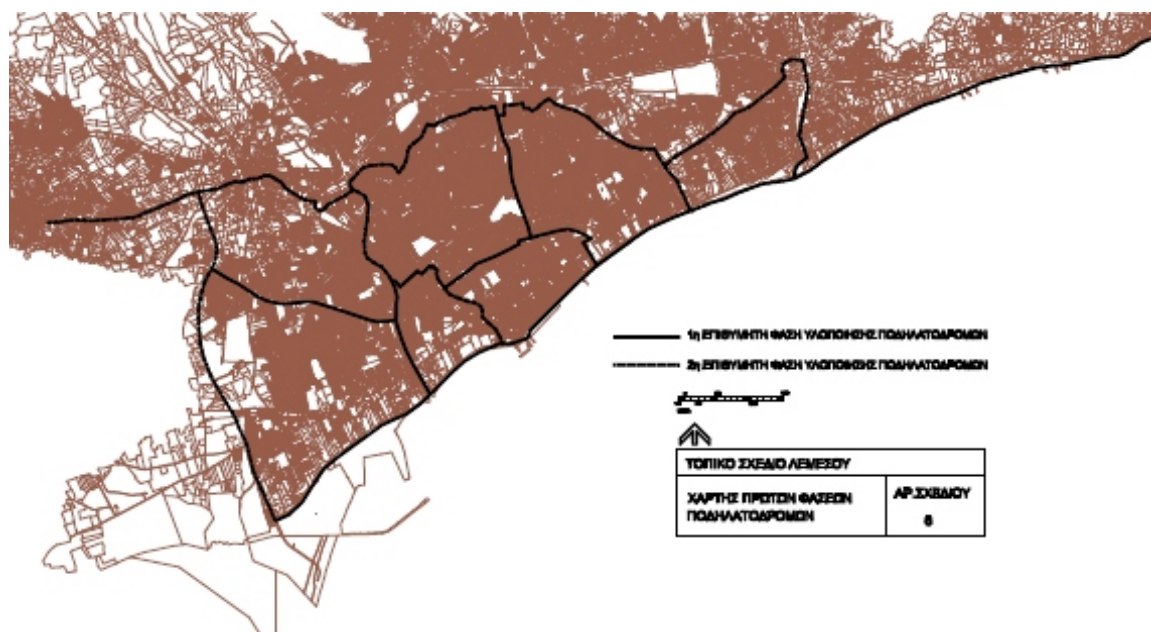 1η ΕΠΙΘΥΜΗΤΗ ΦΑΣΗ ΥΛΟΠΟΙΗΣΗΣ ΠΟΔΗΛΑΤΟΔΡΟΜΩΝ
2η ΕΠΙΘΥΜΗΤΗ ΦΑΣΗ ΥΛΟΠΟΙΗΣΗΣ ΠΟΔΗΛΑΤΟΔΡΟΜΩΝ
ΤΟΠΙΚΟ ΣΧΕΔΙΟ ΛΕΜΕΣΟΥ
ΧΑΡΤΗΣ ΠΡΩΤΩΝ ΦΑΣΕΩΝ
ΠΟΔΗΛΑΤΟΔΡΟΜΩΝ
ΑΡ.ΣΧΕΔΙΟΥ